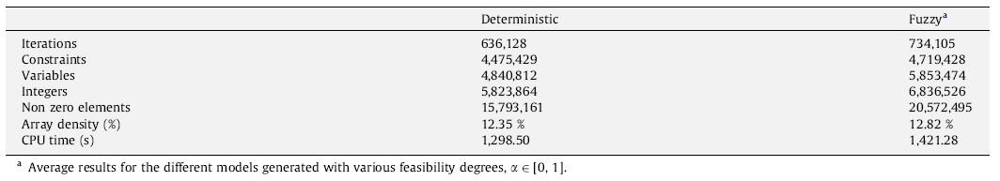 Deterministic Fuzzya
Iterations 636,128 734,105
Constraints 4,475,429 4,719,428
Variables 4,840,812 5,853,474
Integers 5,823,864 6,836,526
Non zero elements 15,793,161 20,572,495
Array density (%) 12.35 % 12.82 %
CPU time (s) 1,298.50 1,421.28
a Average results for the different models generated with various feasibility degrees, α ∈ [0, 1].